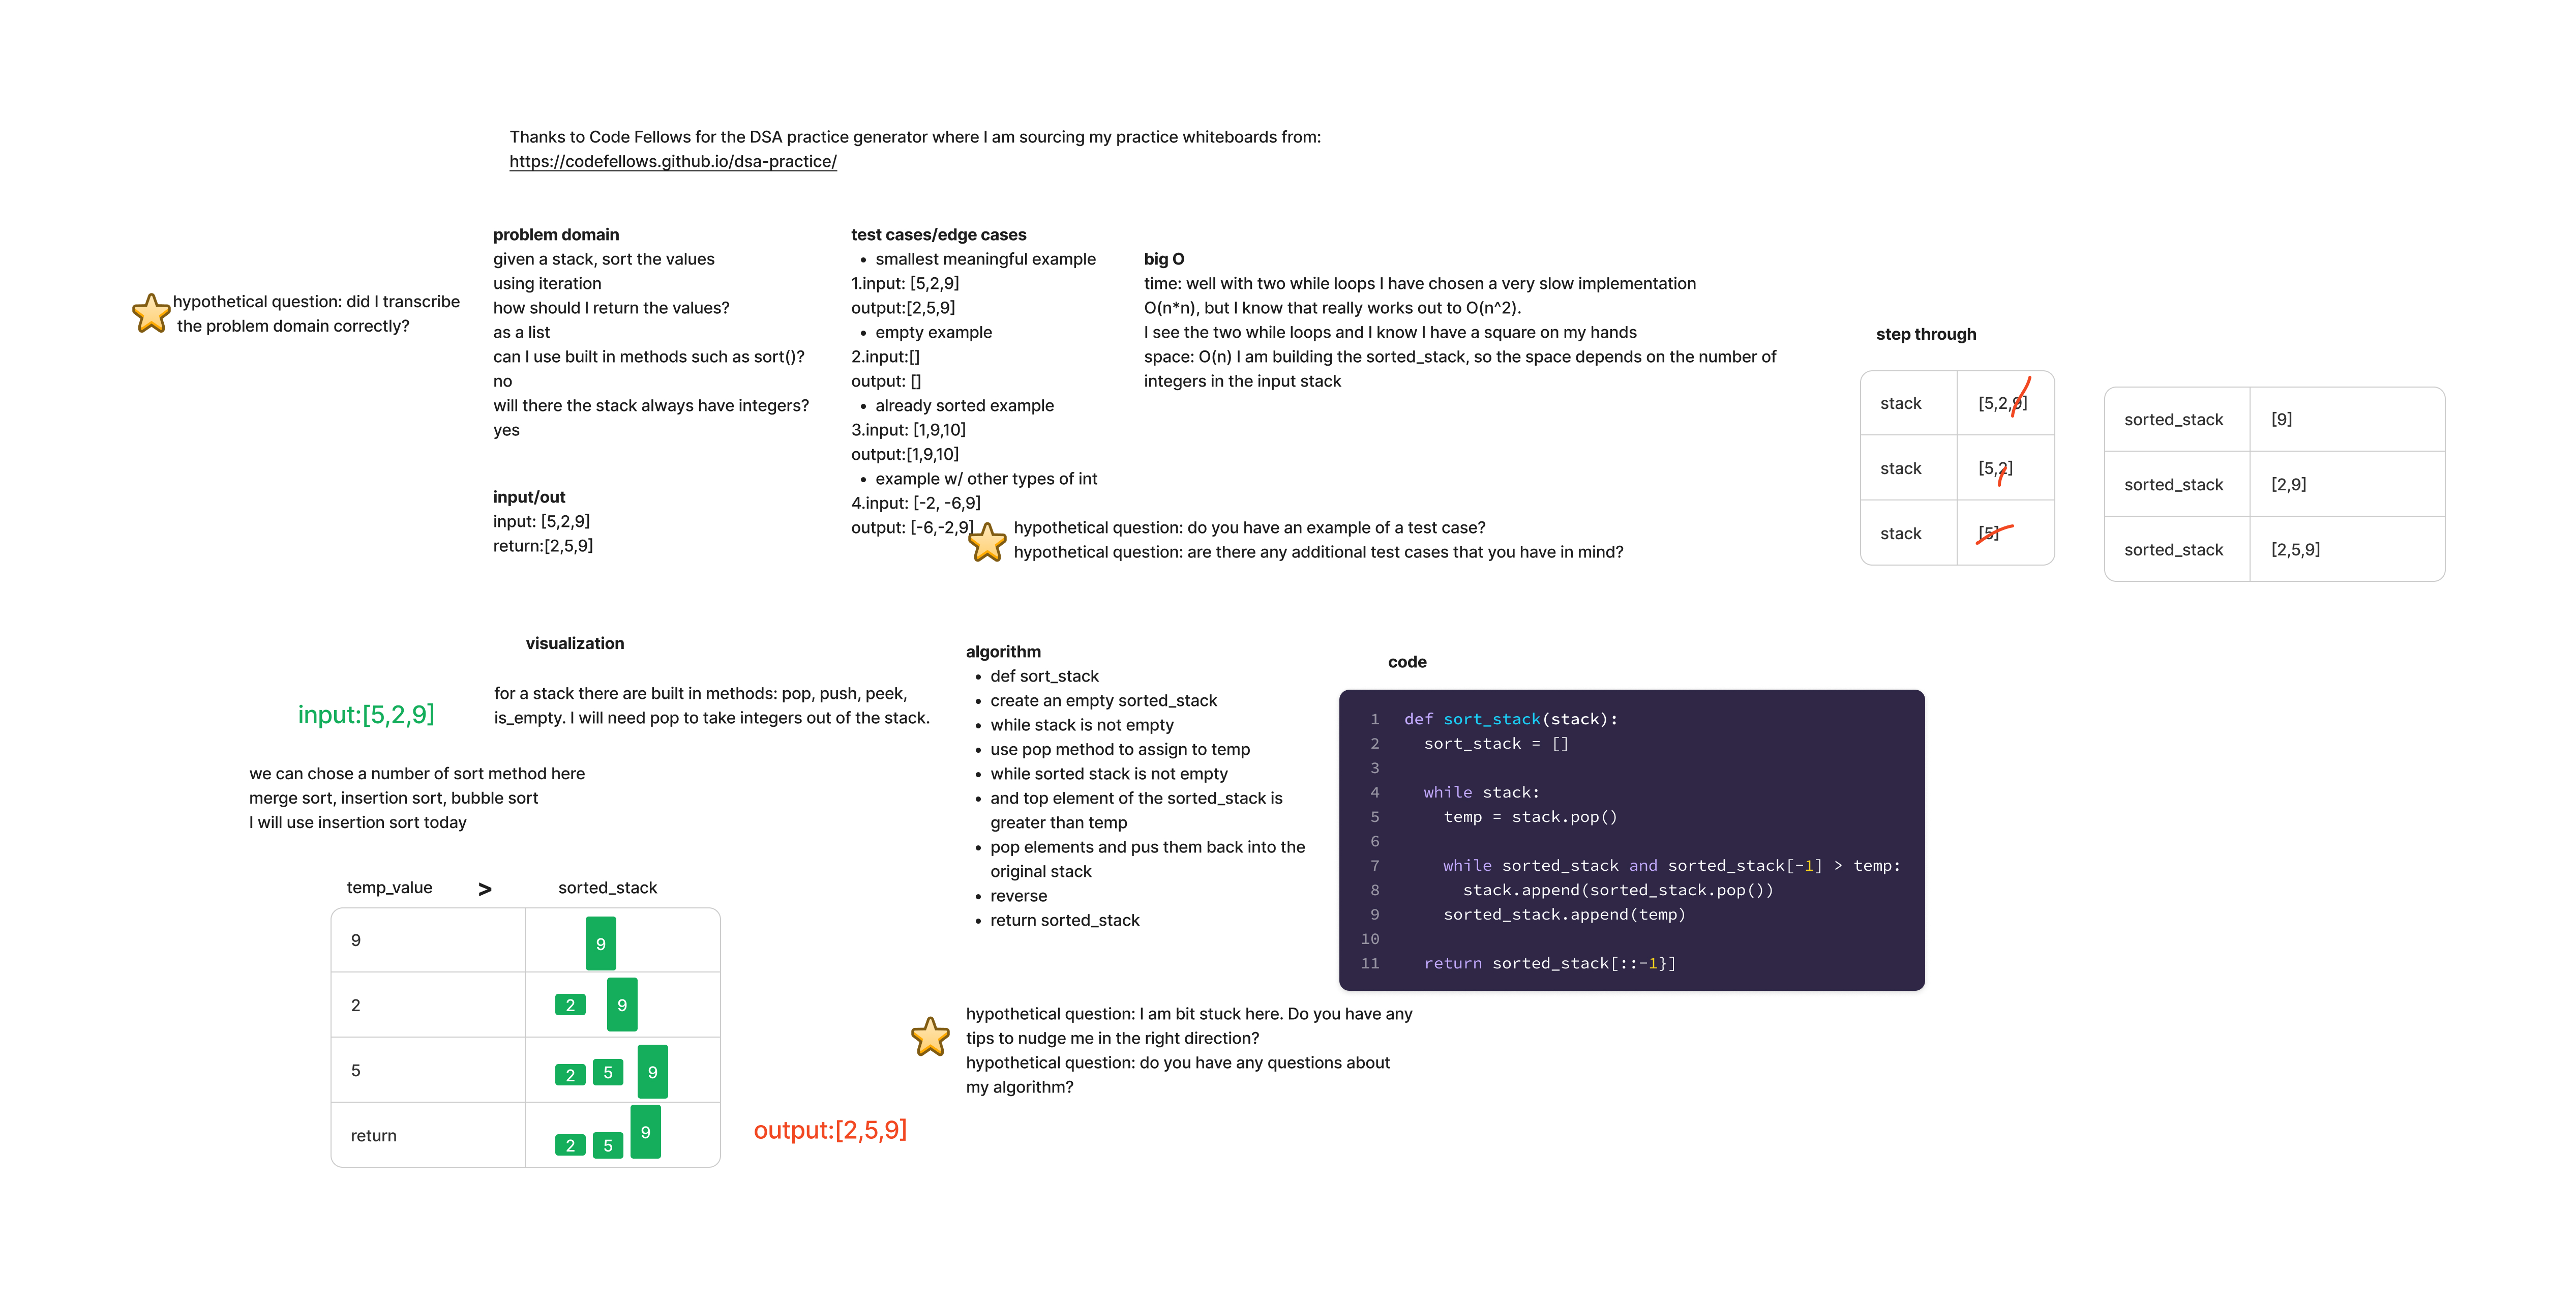 Thanks to Code Fellows for the DSA practice generator where I am sourcing my practice whiteboards from:
https://codefellows.github.io/dsa-practice/
hypothetical question: did I transcribe
the problem domain correctly?
problem domain
given a stack, sort the values
using iteration
how should I return the values?
as a list
can I use built in methods such as sort()?
no
will there the stack always have integers?
yes
input/out
input: [5,2,9]
return:[2,5,9]
test cases/edge cases
• smallest meaningful example
1.input: [5,2,9]
output:[2,5,9]
• empty example
2.input:[]
output: []
• already sorted example
3.input: [1,9,10]
output:[1,9,10]
• example w/ other types of int
4.input: [-2, -6,9]
output: [-6,-2,9]
hypothetical question: do you have an example of a test case?
hypothetical question: are there any additional test cases that you have in mind?
big O
time: well with two while loops I have chosen a very slow implementation
O(n*n), but I know that really works out to O(n^2).
I see the two while loops and I know I have a square on my hands
space: O(n) I am building the sorted_stack, so the space depends on the number of
integers in the input stack
step through
stack [5,2,9]
stack [5,2]
stack [5]
sorted_stack [9]
sorted_stack [2,9]
sorted_stack [2,5,9]
visualization
input:[5,2,9]
for a stack there are built in methods: pop, push, peek,
is_empty. I will need pop to take integers out of the stack.
we can chose a number of sort method here
merge sort, insertion sort, bubble sort
I will use insertion sort today
temp_value > sorted_stack
9 9
2 2 9
5 2 5 9
return 2 5 9
output:[2,5,9]
algorithm
• def sort_stack
• create an empty sorted_stack
• while stack is not empty
• use pop method to assign to temp
• while sorted stack is not empty
• and top element of the sorted_stack is
greater than temp
• pop elements and pus them back into the
original stack
• reverse
• return sorted_stack
hypothetical question: I am bit stuck here. Do you have any
tips to nudge me in the right direction?
hypothetical question: do you have any questions about
my algorithm?
code
1 def sort_stack(stack):
2 sort_stack = []
3
4 while stack:
5 temp = stack.pop()
6
7 while sorted_stack and sorted_stack[-1] > temp:
8 stack.append(sorted_stack.pop())
9 sorted_stack.append(temp)
10
11 return sorted_stack[::-1}]